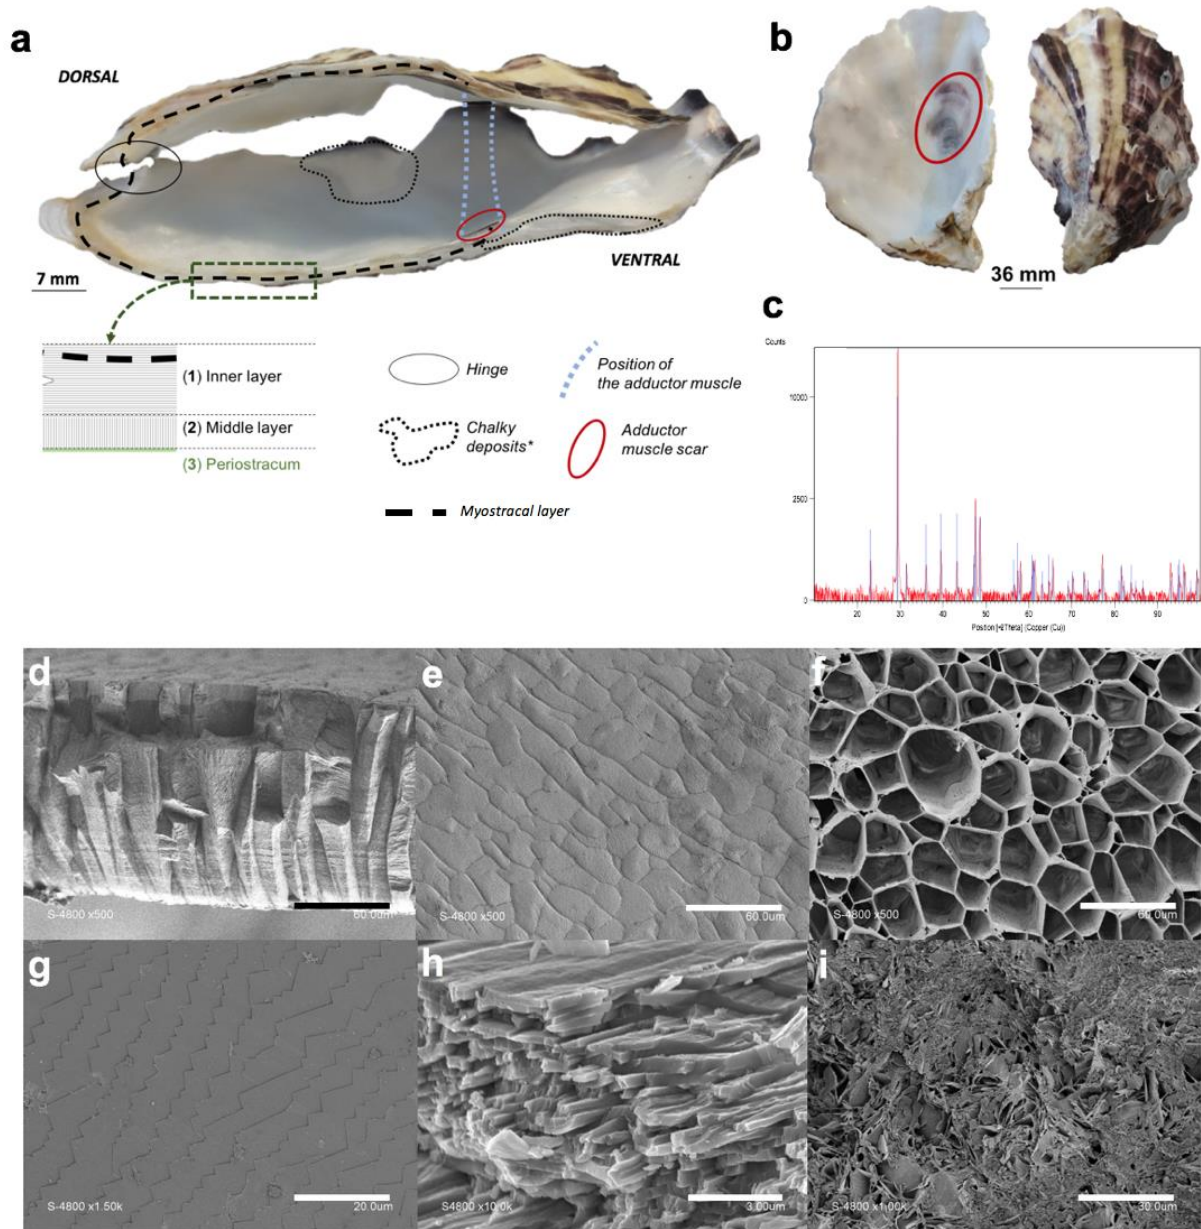 a
DORSAL
VENTRAL
7 mm
b
36 mm
(1) Inner layer
(2) Middle layer
(3) Periostracum
Hinge
Position of
the adductor muscle
Chalky
deposits*
Adductor
muscle scar
Myostracal layer
c
Counts
10000
2500
0
20
30
40
50
60
70
80
90
Position [°2Theta] (Copper (Cu))
d
S-4800 x500
60.0um
e
S-4800 x500
60.0um
f
S-4800 x500
60.0um
g
S-4800 x1.50k
20.0um
h
S4800 x10.0k
3.00um
i
S-4800 x1.00k
30.0um